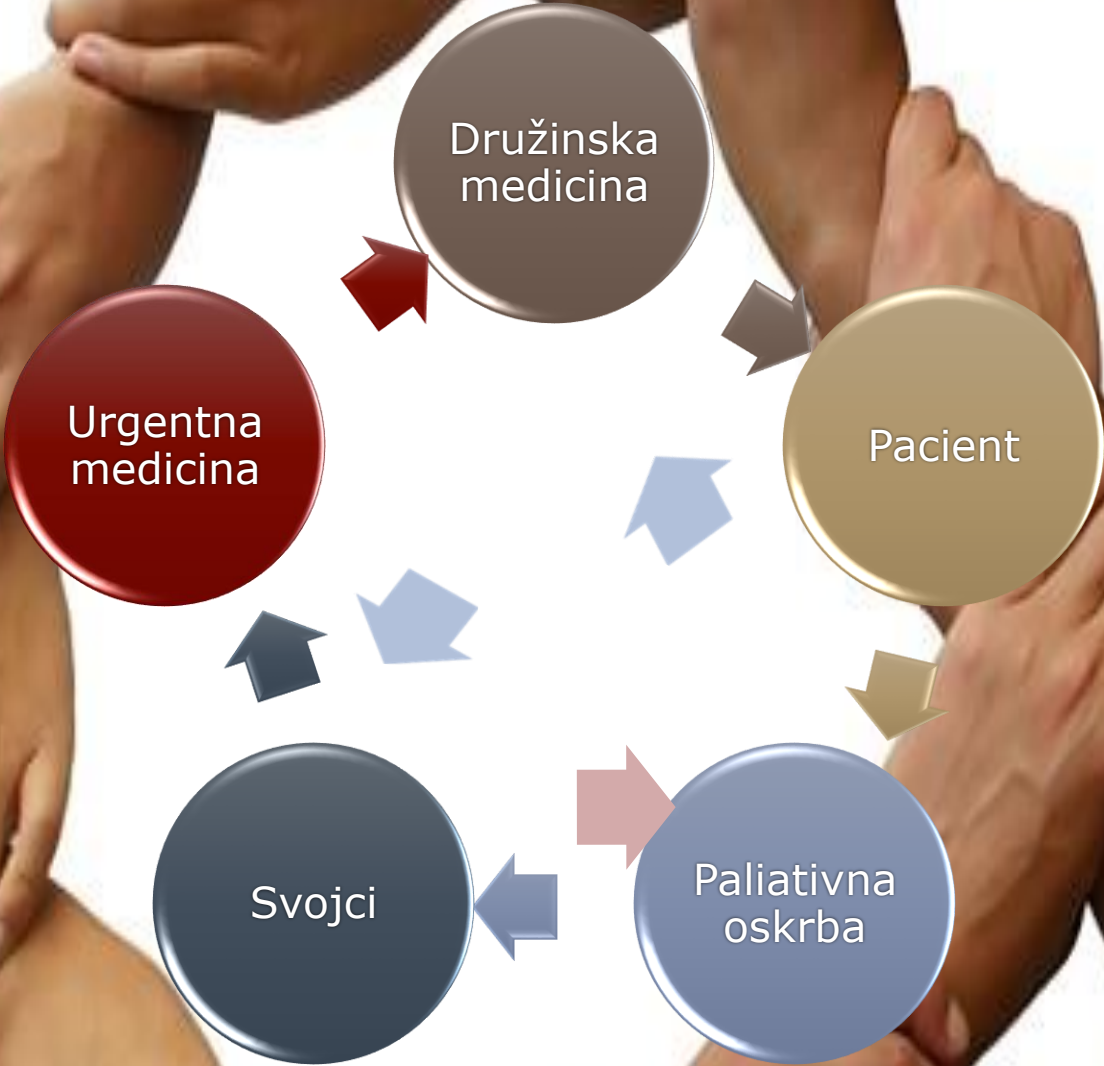 Družinska
medicina
Pacient
Paliativna
oskrba
Svojci
Urgentna
medicina